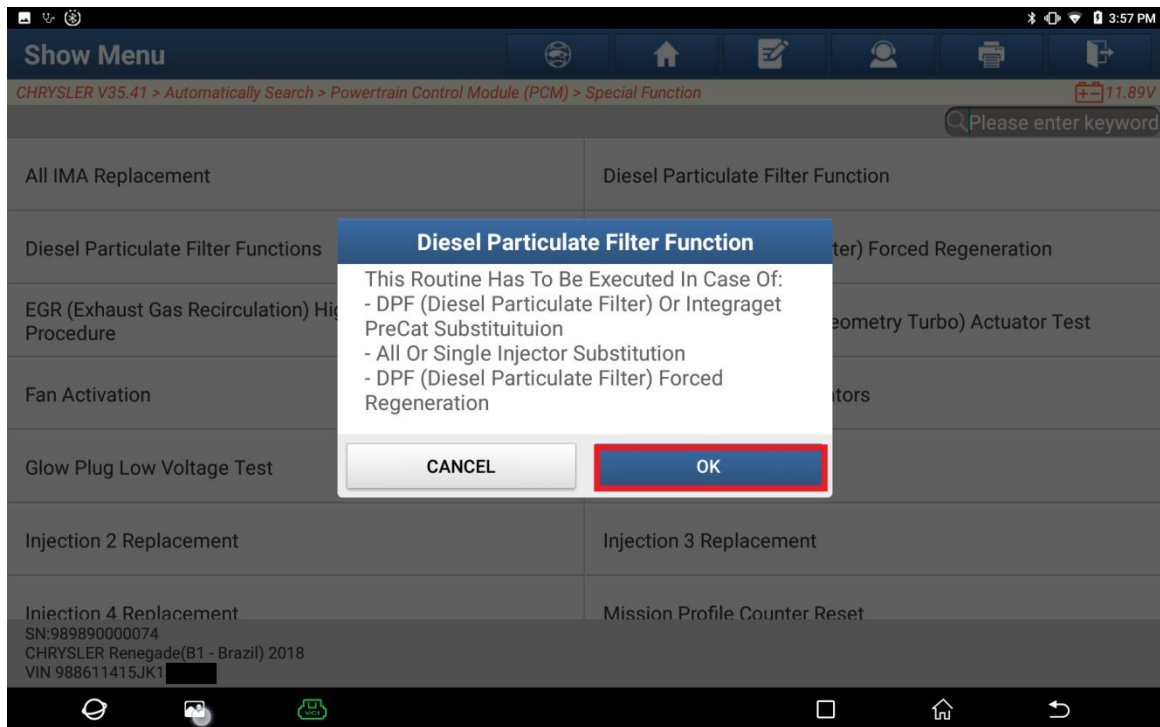 3:57 PM
Show Menu
CHRYSLER V35.41 > Automatically Search > Powertrain Control Module (PCM) > Special Function
11.89V
Please enter keyword
All IMA Replacement
Diesel Particulate Filter Function
Diesel Particulate Filter Functions
ter) Forced Regeneration
EGR (Exhaust Gas Recirculation) Hig
Procedure
eometry Turbo) Actuator Test
Fan Activation
tors
Glow Plug Low Voltage Test
Injection 2 Replacement
Injection 3 Replacement
Injection 4 Replacement
Mission Profile Counter Reset
Diesel Particulate Filter Function
This Routine Has To Be Executed In Case Of:
- DPF (Diesel Particulate Filter) Or Integraget
PreCat Substituituion
- All Or Single Injector Substitution
- DPF (Diesel Particulate Filter) Forced
Regeneration
CANCEL
OK
SN:989890000074
CHRYSLER Renegade(B1 - Brazil) 2018
VIN 988611415JK1
VCI